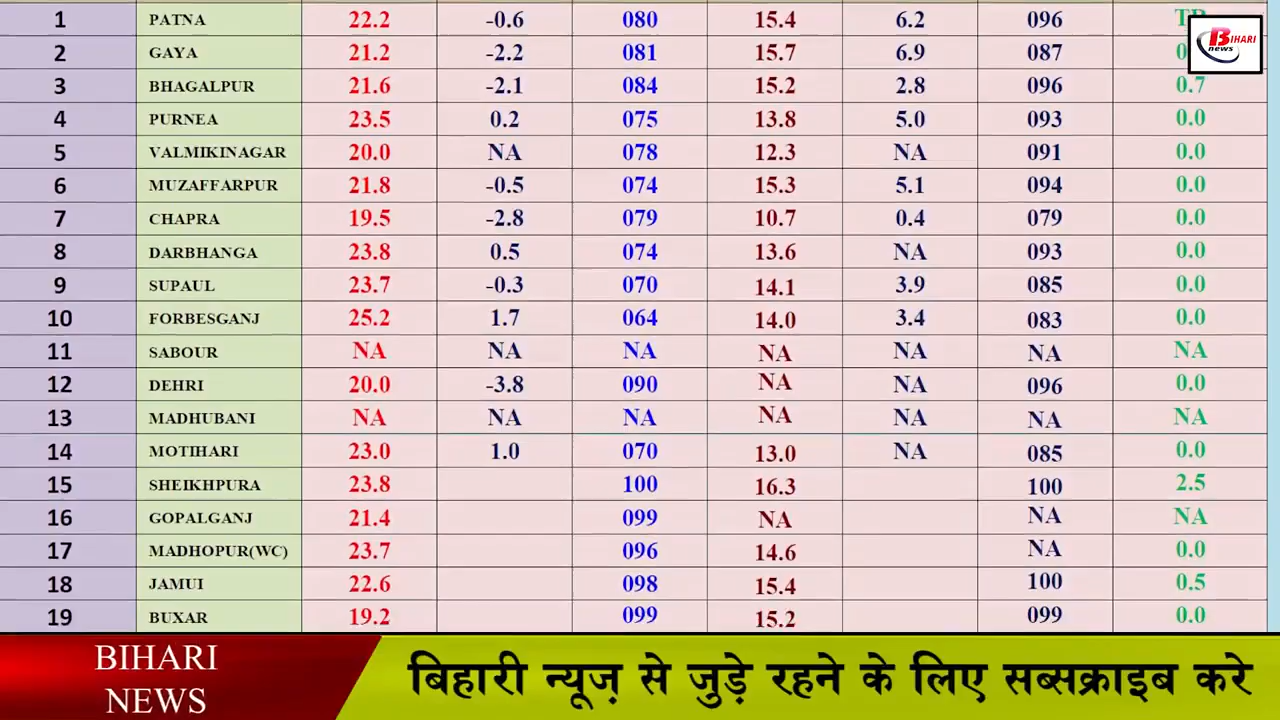 1 PATNA 22.2 -0.6 080 15.4 6.2 096
2 GAYA 21.2 -2.2 081 15.7 6.9 087
3 BHAGALPUR 21.6 -2.1 084 15.2 2.8 096 0.7
4 PURNEA 23.5 0.2 075 13.8 5.0 093 0.0
5 VALMIKINAGAR 20.0 NA 078 12.3 NA 091 0.0
6 MUZAFFARPUR 21.8 -0.5 074 15.3 5.1 094 0.0
7 CHAPRA 19.5 -2.8 079 10.7 0.4 079 0.0
8 DARBHANGA 23.8 0.5 074 13.6 NA 093 0.0
9 SUPAUL 23.7 -0.3 070 14.1 3.9 085 0.0
10 FORBESGANJ 25.2 1.7 064 14.0 3.4 083 0.0
11 SABOUR NA NA NA NA NA NA NA
12 DEHRI 20.0 -3.8 090 NA NA 096 0.0
13 MADHUBANI NA NA NA NA NA NA NA
14 MOTIHARI 23.0 1.0 070 13.0 NA 085 0.0
15 SHEIKHPURA 23.8 100 16.3 100 2.5
16 GOPALGANJ 21.4 099 NA NA NA
17 MADHOPUR(WC) 23.7 096 14.6 NA 0.0
18 JAMUI 22.6 098 15.4 100 0.5
19 BUXAR 19.2 099 15.2 099 0.0
BIHARI
news
BIHARI
NEWS
बिहारी न्यूज़ से जुड़े रहने के लिए सब्सक्राइब करे